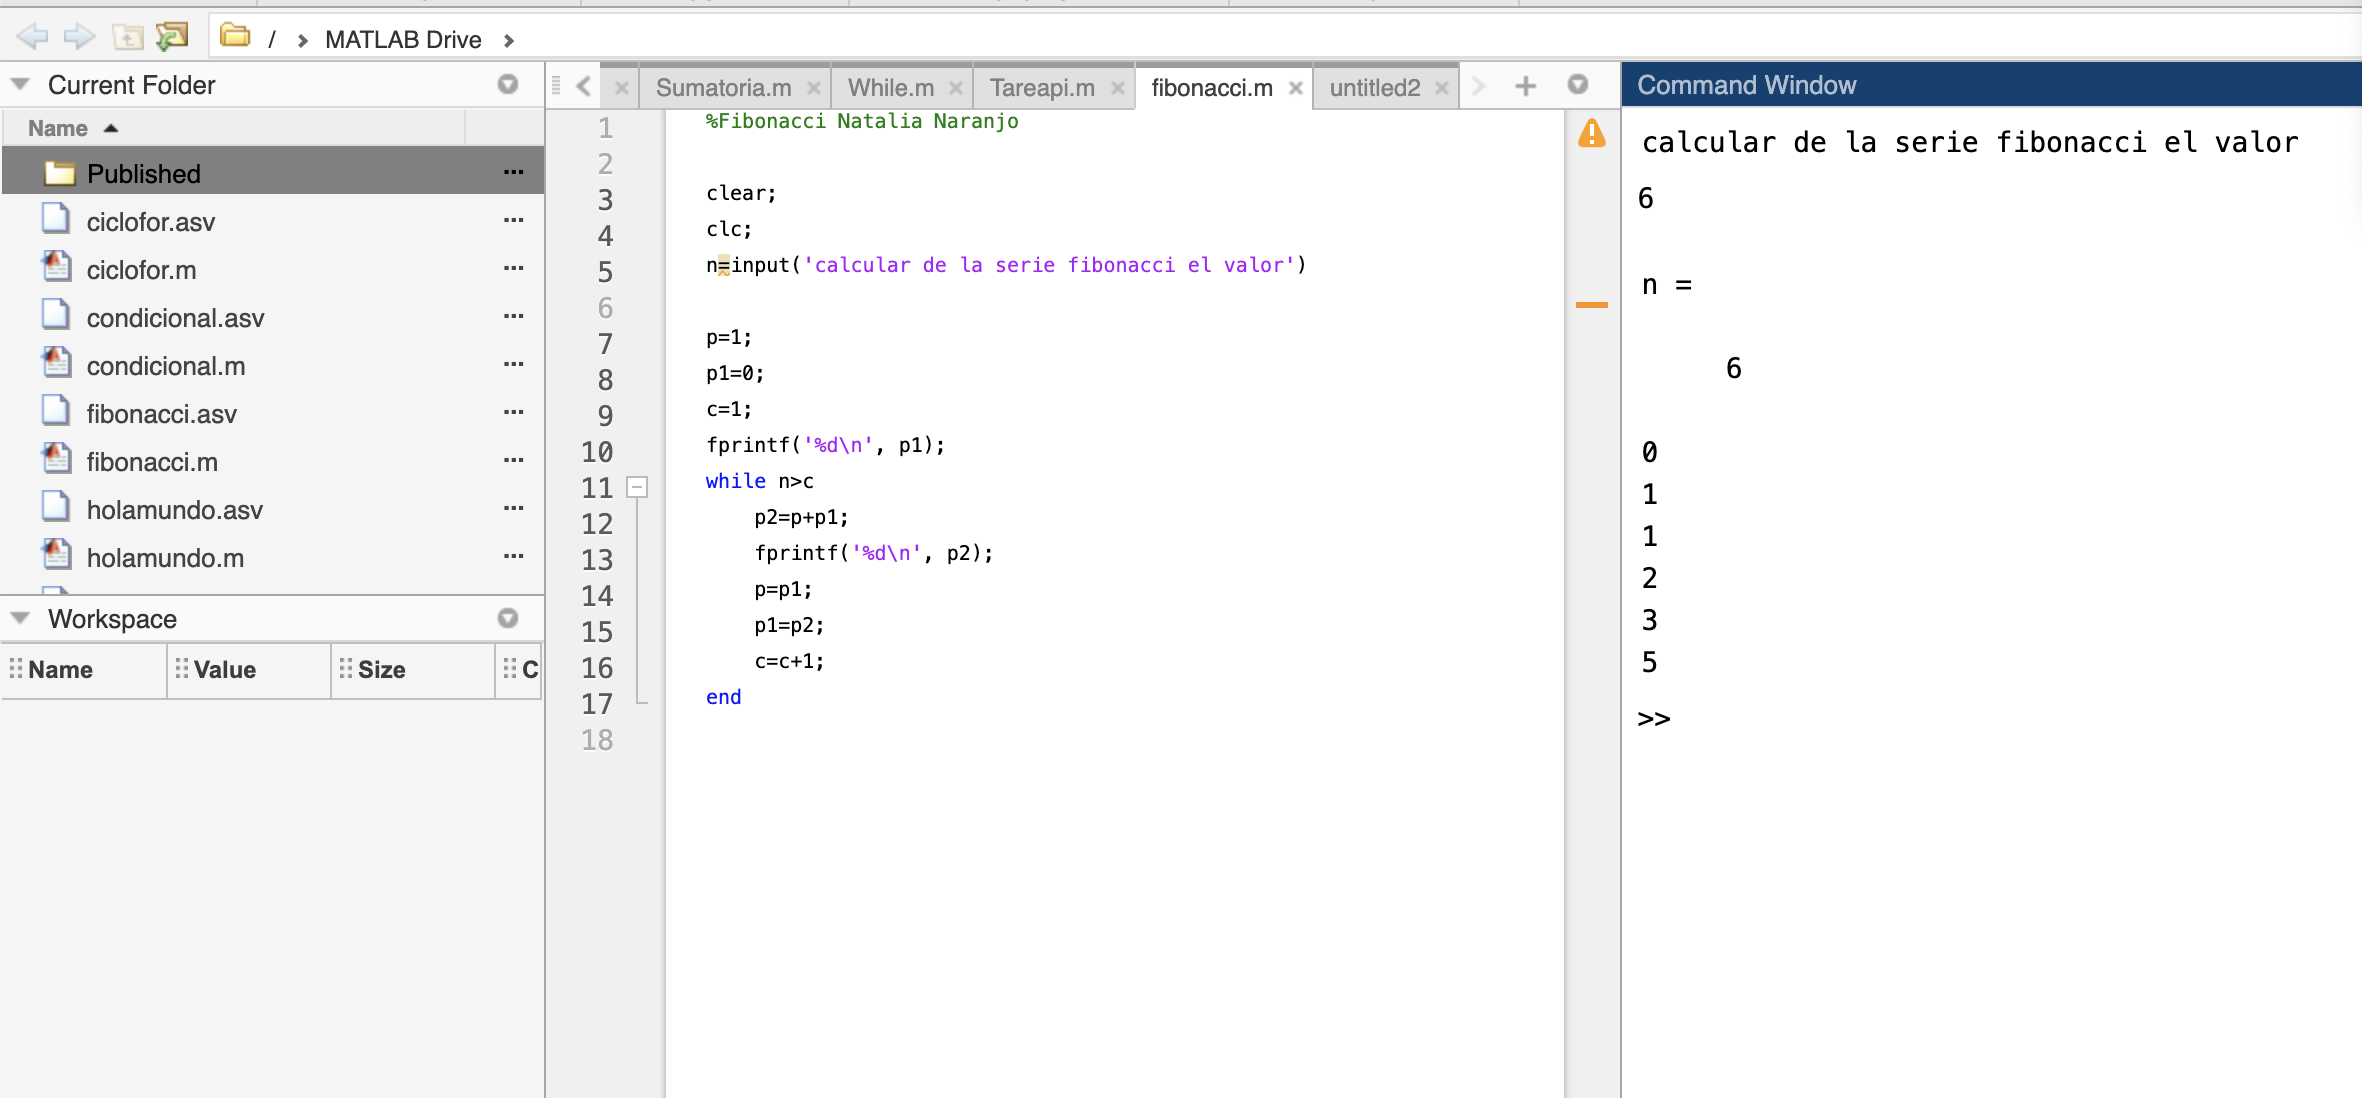 / > MATLAB Drive >
Current Folder
Name
Published
ciclofor.asv
ciclofor.m
condicional.asv
condicional.m
fibonacci.asv
fibonacci.m
holamundo.asv
holamundo.m
Workspace
Name Value Size C
Sumatoria.m While.m Tareapi.m fibonacci.m untitled2
1 %Fibonacci Natalia Naranjo
2
3 clear;
4 clc;
5 n=input('calcular de la serie fibonacci el valor')
6
7 p=1;
8 p1=0;
9 c=1;
10 fprintf('%d\n', p1);
11 while n>c
12 p2=p+p1;
13 fprintf('%d\n', p2);
14 p=p1;
15 p1=p2;
16 c=c+1;
17 end
18
Command Window
calcular de la serie fibonacci el valor
6
n =
6
0
1
1
2
3
5
>>